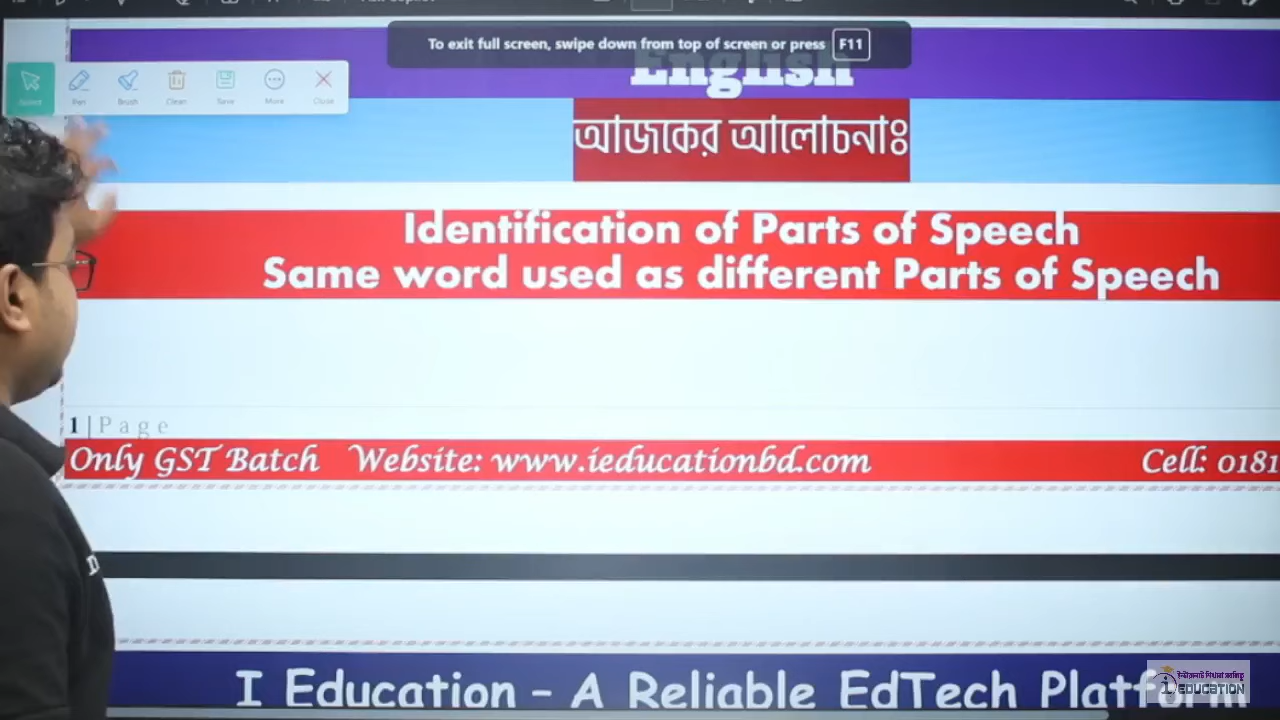 To exit full screen, swipe down from top of screen or press F11
English
Select Pen Brush Clean Save More Close
আজকের আলোচনাঃ
Identification of Parts of Speech
Same word used as different Parts of Speech
1 | Page
Only GST Batch Website: www.ieducationbd.com Cell: 0181
I Education – A Reliable EdTech Platform
EDUCATION